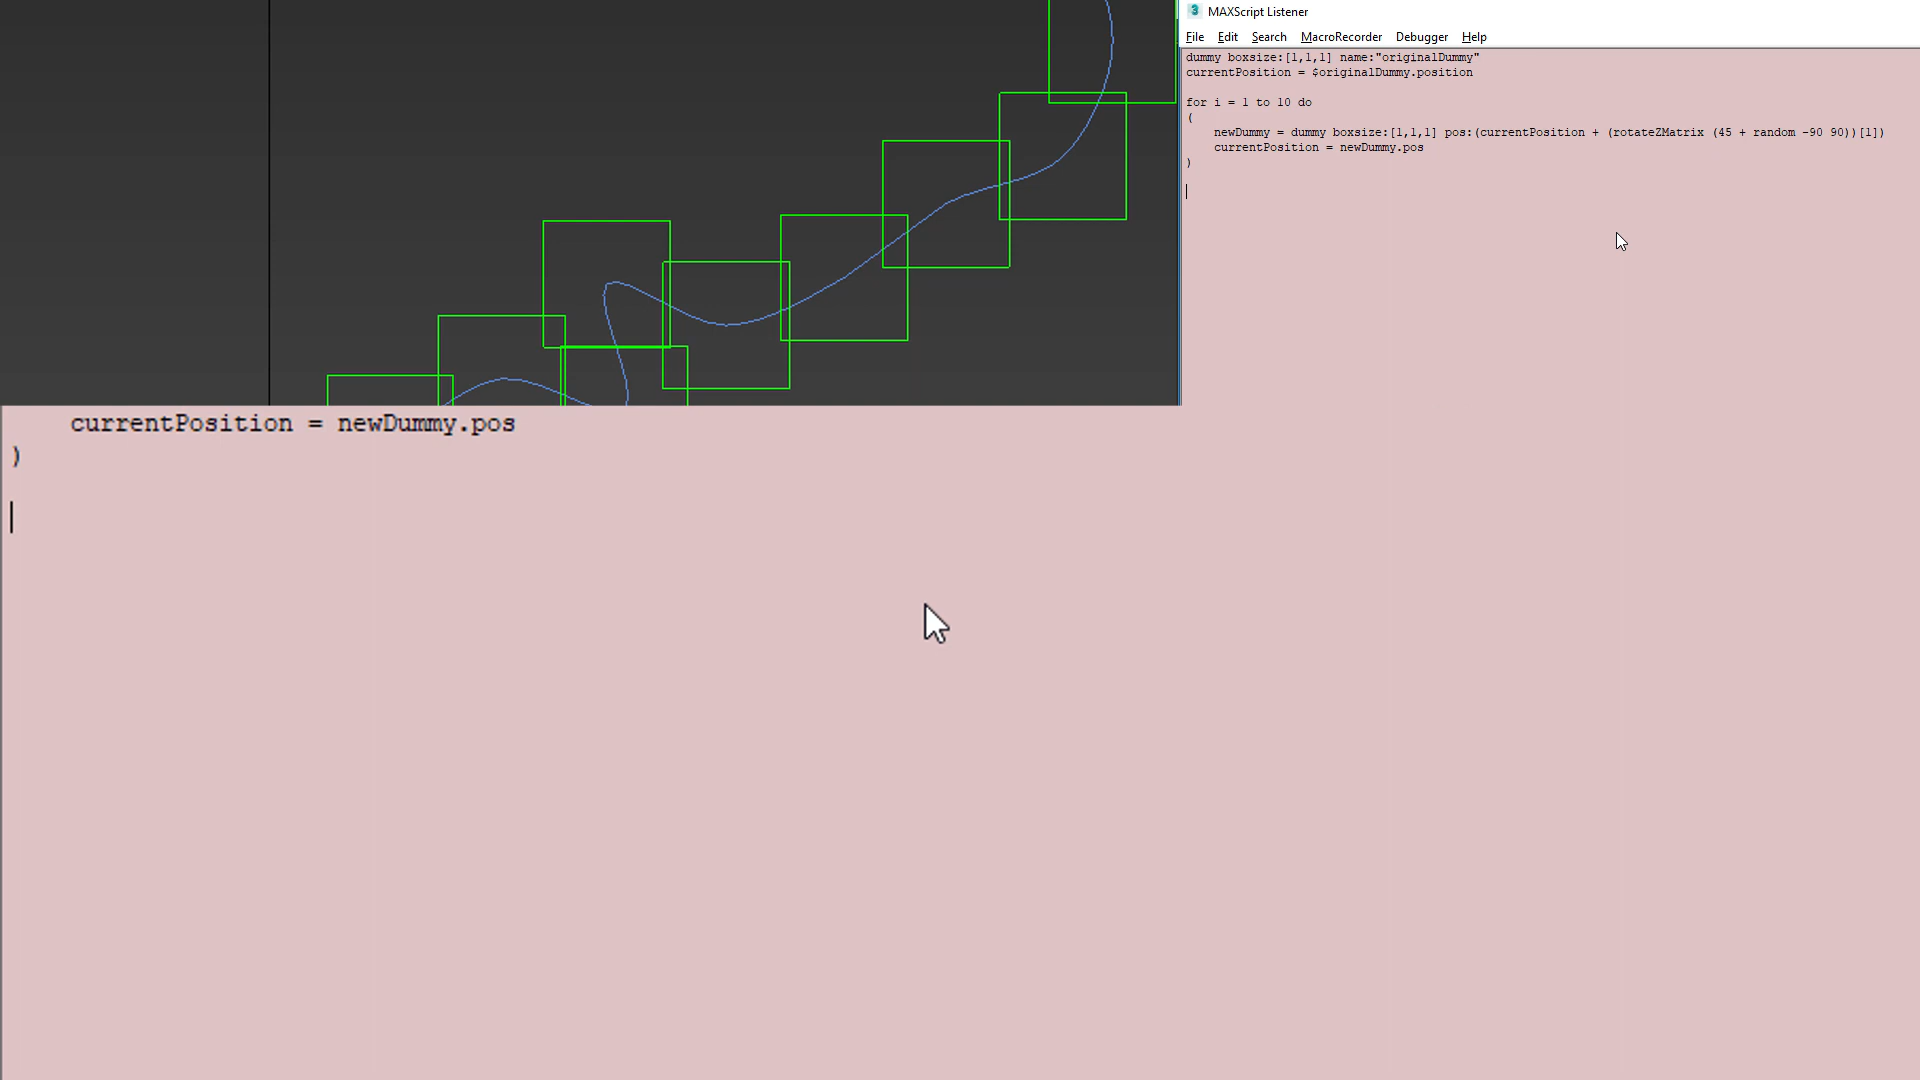 MAXScript Listener
File Edit Search MacroRecorder Debugger Help
dummy boxsize:[1,1,1] name:"originalDummy"
currentPosition = $originalDummy.position
for i = 1 to 10 do
(
newDummy = dummy boxsize:[1,1,1] pos:(currentPosition + (rotateZMatrix (45 + random -90 90))[1])
currentPosition = newDummy.pos
)
currentPosition = newDummy.pos
)